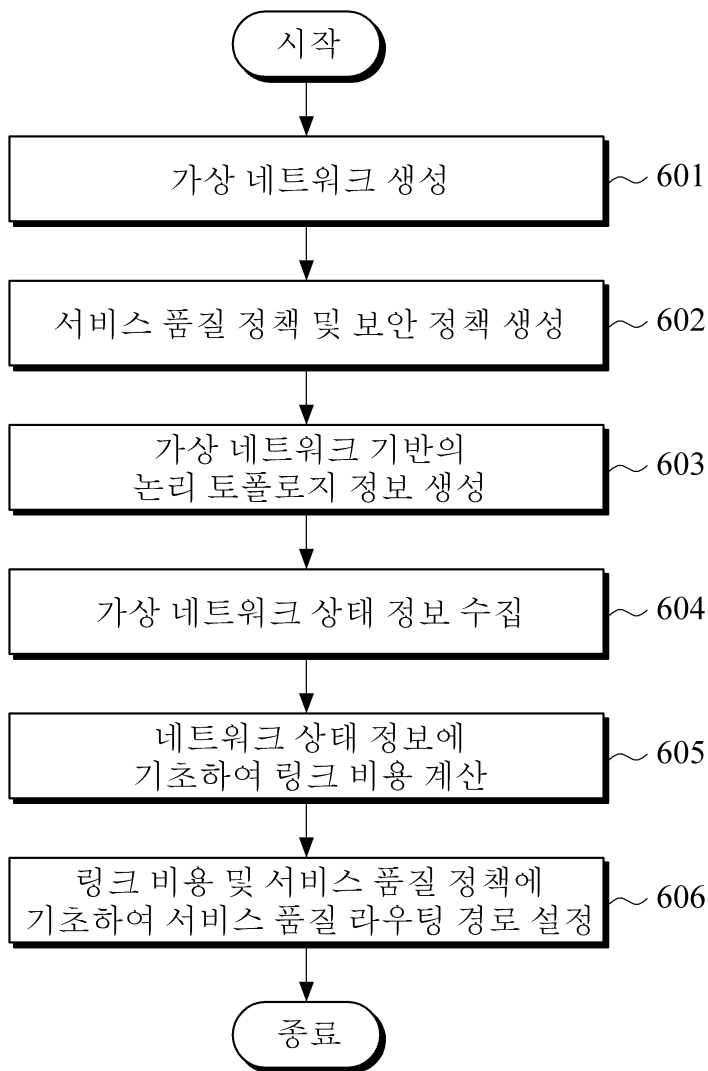 시작
가상 네트워크 생성
601
서비스 품질 정책 및 보안 정책 생성
602
가상 네트워크 기반의
논리 토폴로지 정보 생성
603
가상 네트워크 상태 정보 수집
604
네트워크 상태 정보에
기초하여 링크 비용 계산
605
링크 비용 및 서비스 품질 정책에
기초하여 서비스 품질 라우팅 경로 설정
606
종료